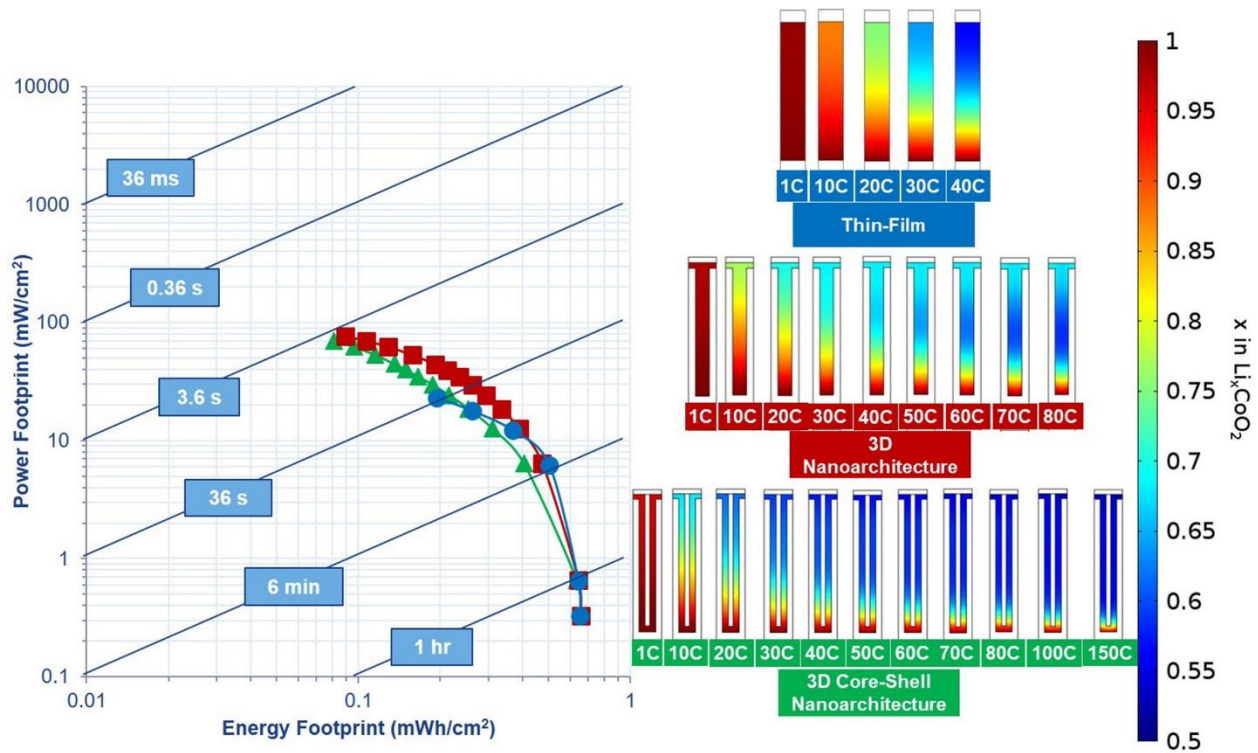 10000
1000
100
10
1
0.1
Power Footprint (mW/cm²)
0.01
0.1
1
Energy Footprint (mWh/cm²)
36 ms
0.36 s
3.6 s
36 s
6 min
1 hr
1C 10C 20C 30C 40C
Thin-Film
1C 10C 20C 30C 40C 50C 60C 70C 80C
3D
Nanoarchitecture
1C 10C 20C 30C 40C 50C 60C 70C 80C 100C 150C
3D Core-Shell
Nanoarchitecture
1
0.95
0.9
0.85
0.8
0.75
0.7
0.65
0.6
0.55
0.5
x in LiₓCoO₂